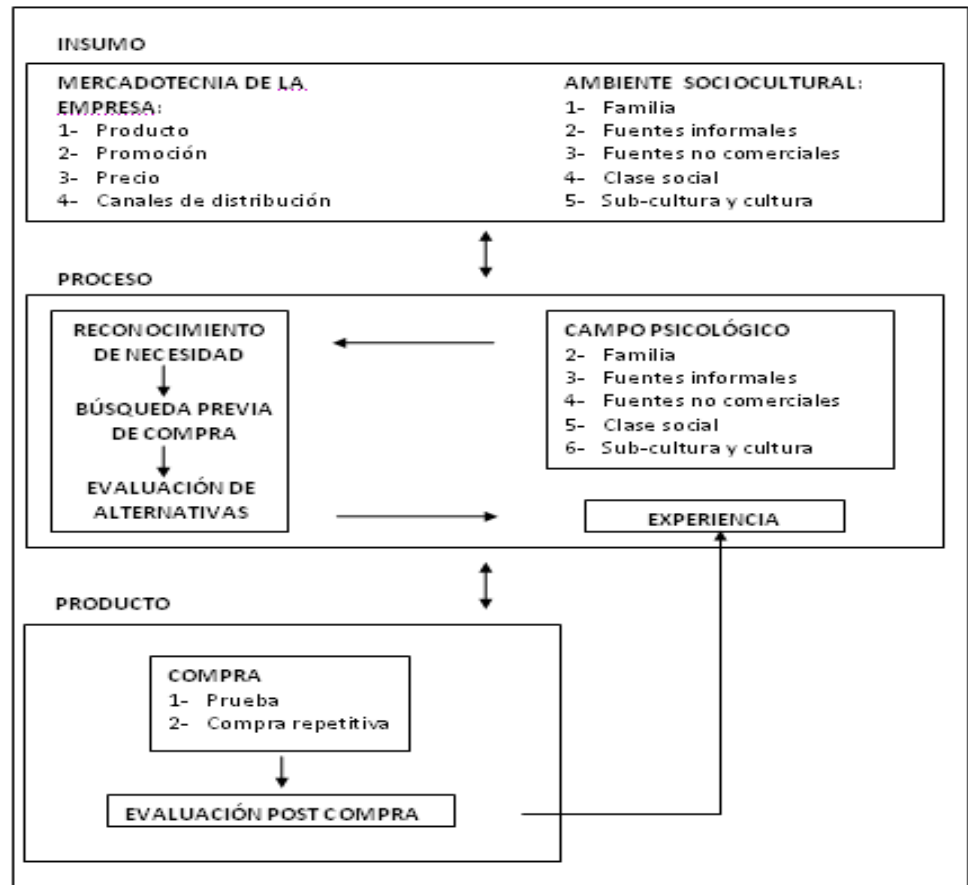 INSUMO
MERCADOTECNIA DE LA
EMPRESA:
1- Producto
2- Promoción
3- Precio
4- Canales de distribución
AMBIENTE SOCIOCULTURAL:
1- Familia
2- Fuentes informales
3- Fuentes no comerciales
4- Clase social
5- Sub-cultura y cultura
PROCESO
RECONOCIMIENTO
DE NECESIDAD
BÚSQUEDA PREVIA
DE COMPRA
EVALUACIÓN DE
ALTERNATIVAS
CAMPO PSICOLÓGICO
2- Familia
3- Fuentes informales
4- Fuentes no comerciales
5- Clase social
6- Sub-cultura y cultura
EXPERIENCIA
PRODUCTO
COMPRA
1- Prueba
2- Compra repetitiva
EVALUACIÓN POST COMPRA